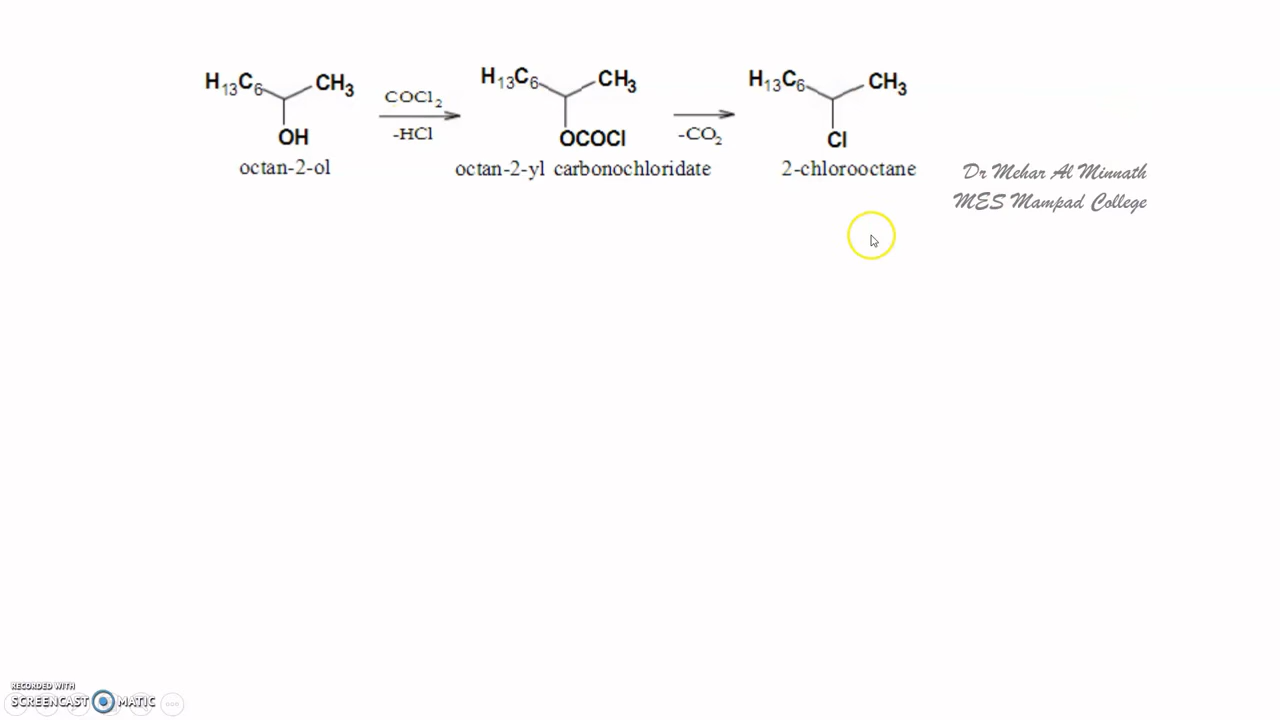 H13C6 CH3 COCl2 -HCl OH
H13C6 CH3 -CO2 OCOCl
H13C6 CH3 Cl
octan-2-ol octan-2-yl carbonochloridate 2-chlorooctane
Dr Mehar Al Minnath
MES Mampad College
RECORDED WITH
SCREENCAST MATIC